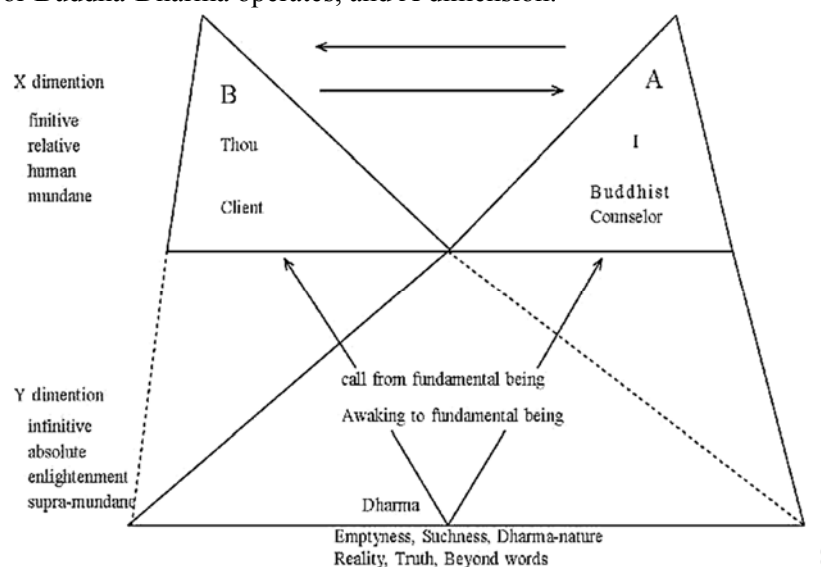 of Buddha-Dharma operates, and X dimension.
X dimention
finitive
relative
human
mundane
B
Thou
Client
A
I
Buddhist
Counselor
call from fundamental being
Awaking to fundamental being
Y dimention
infinitive
absolute
enlightenment
supra-mundane
Dharma
Emptyness, Suchness, Dharma-nature
Reality, Truth, Beyond words